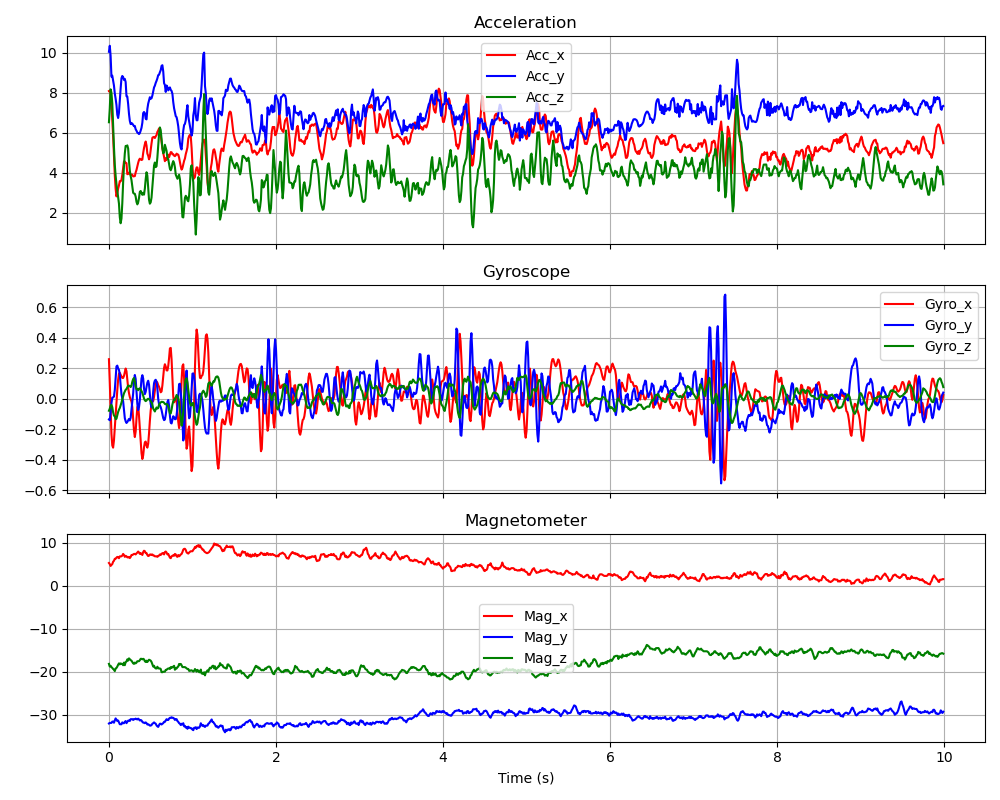 Acceleration
10
8
6
4
2
Acc_x
Acc_y
Acc_z
Gyroscope
0.6
0.4
0.2
0.0
−0.2
−0.4
−0.6
Gyro_x
Gyro_y
Gyro_z
Magnetometer
10
0
−10
−20
−30
Mag_x
Mag_y
Mag_z
0 2 4 6 8 10
Time (s)